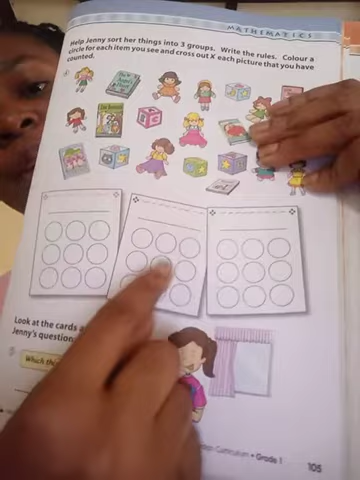 MATHEMATICS
Help Jenny sort her things into 3 groups. Write the rules. Colour a
circle for each item you see and cross out X each picture that you have
counted.
Look at the cards
Jenny's question
Which
Curriculum • Grade 1
105